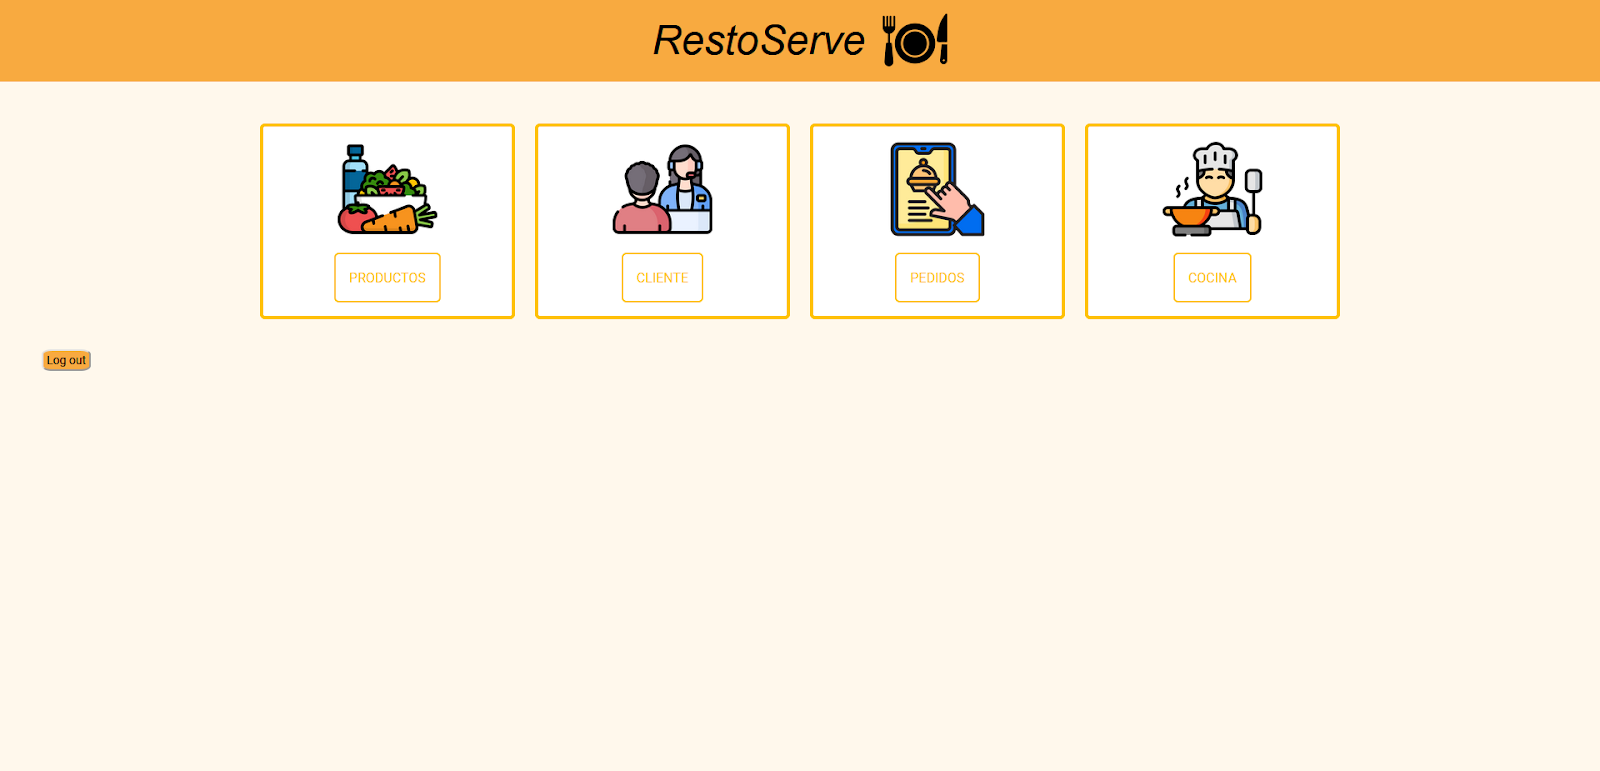 RestoServe
PRODUCTOS
CLIENTE
PEDIDOS
COCINA
Log out